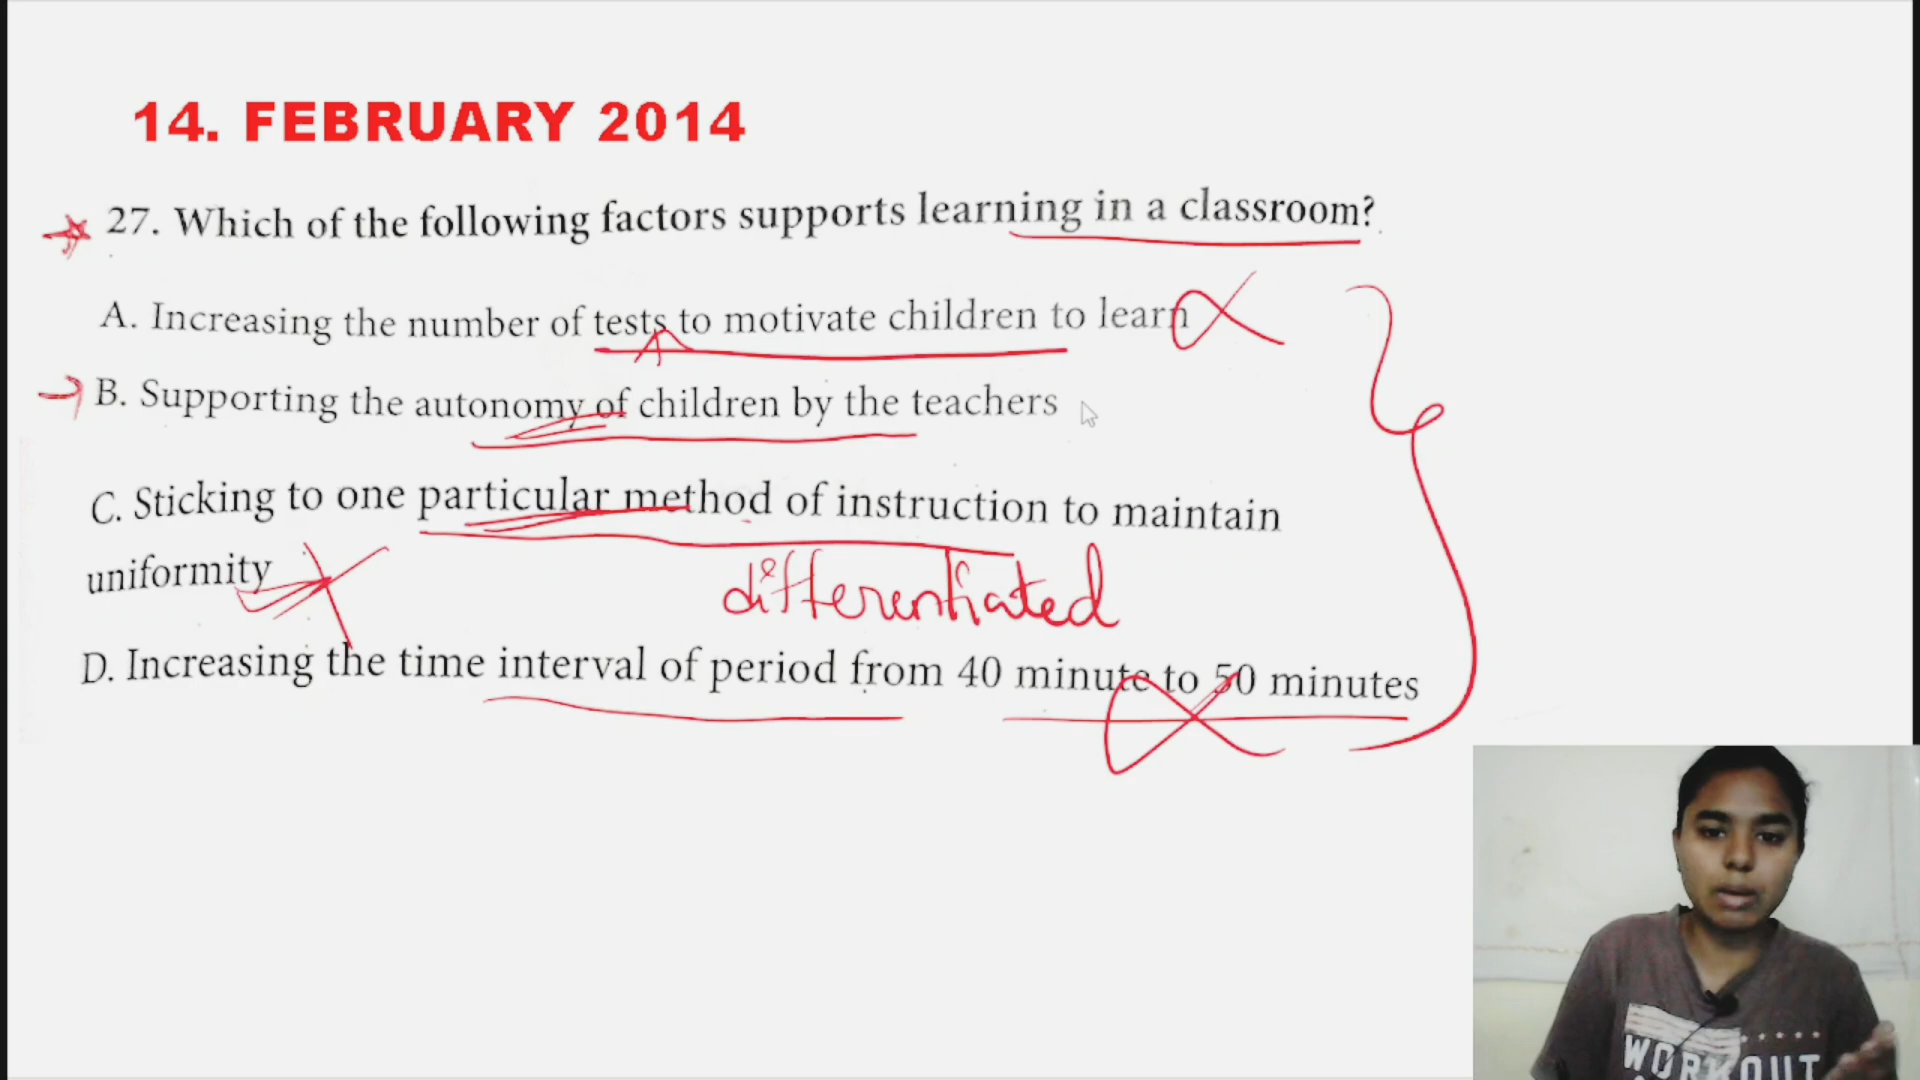 14. FEBRUARY 2014
27. Which of the following factors supports learning in a classroom?
A. Increasing the number of tests to motivate children to learn
B. Supporting the autonomy of children by the teachers
C. Sticking to one particular method of instruction to maintain
uniformity
differentiated
D. Increasing the time interval of period from 40 minute to 50 minutes
WORKOUT